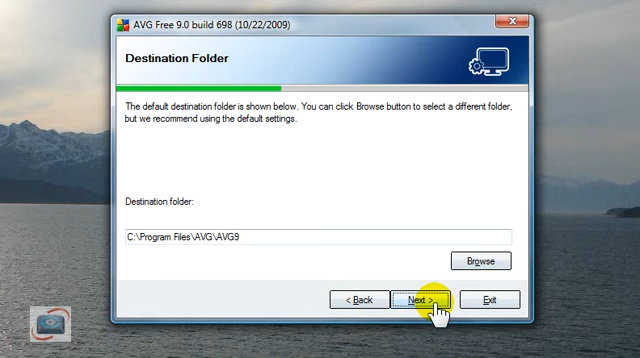 AVG Free 9.0 build 698 (10/22/2009)
Destination Folder
The default destination folder is shown below. You can click Browse button to select a different folder,
but we recommend using the default settings.
Destination folder:
C:\Program Files\AVG\AVG9
Browse
< Back
Next >
Exit